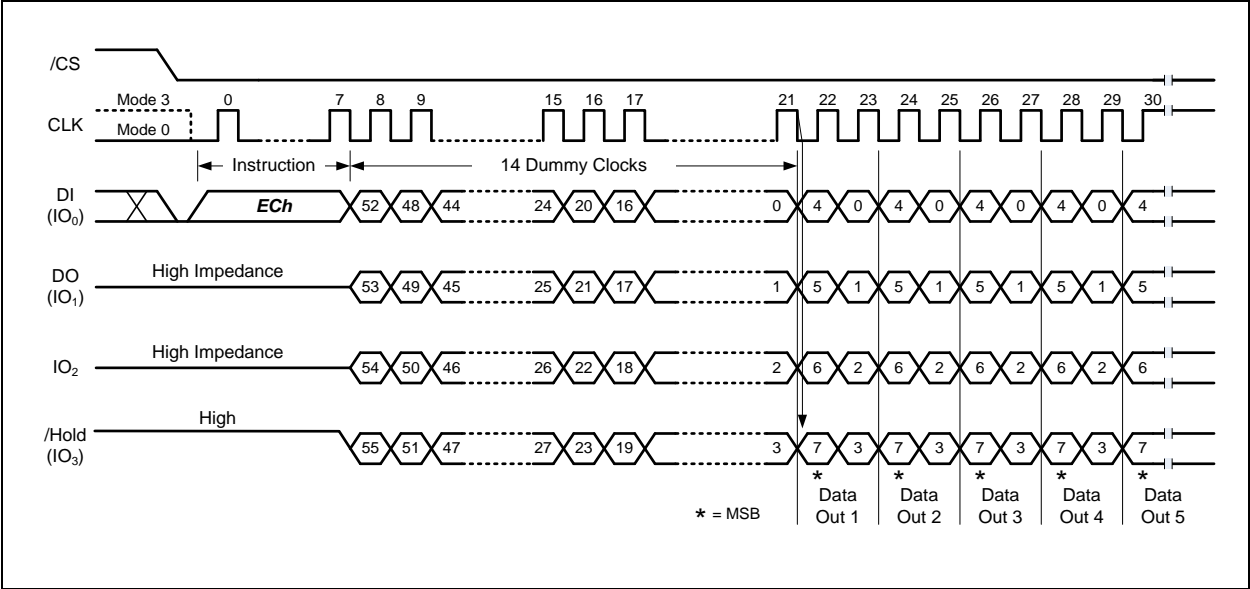 /CS
Mode 3 0 7 8 9 15 16 17 21 22 23 24 25 26 27 28 29 30
CLK
Mode 0
Instruction 14 Dummy Clocks
DI ECh 52 48 44 24 20 16 0 4 0 4 0 4 0 4 0 4
(IO₀)
DO High Impedance 53 49 45 25 21 17 1 5 1 5 1 5 1 5 1 5
(IO₁)
High Impedance
IO₂ 54 50 46 26 22 18 2 6 2 6 2 6 2 6 2 6
High
/Hold 55 51 47 27 23 19 3 7 3 7 3 7 3 7 3 7
(IO₃)
* * * * *
Data Data Data Data Data
* = MSB Out 1 Out 2 Out 3 Out 4 Out 5